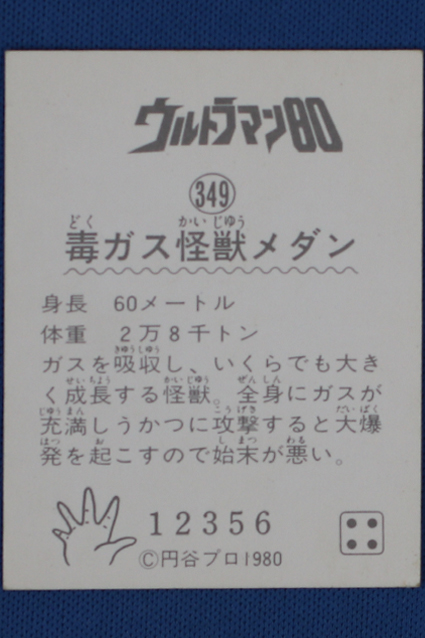 ウルトラマン80
349
毒ガス怪獣メダン
身長 60メートル
体重 2万8千トン
ガスを吸収し、いくらでも大き
く成長する怪獣。全身にガスが
充満しうかつに攻撃すると大爆
発を起こすので始末が悪い。
12356
©円谷プロ1980